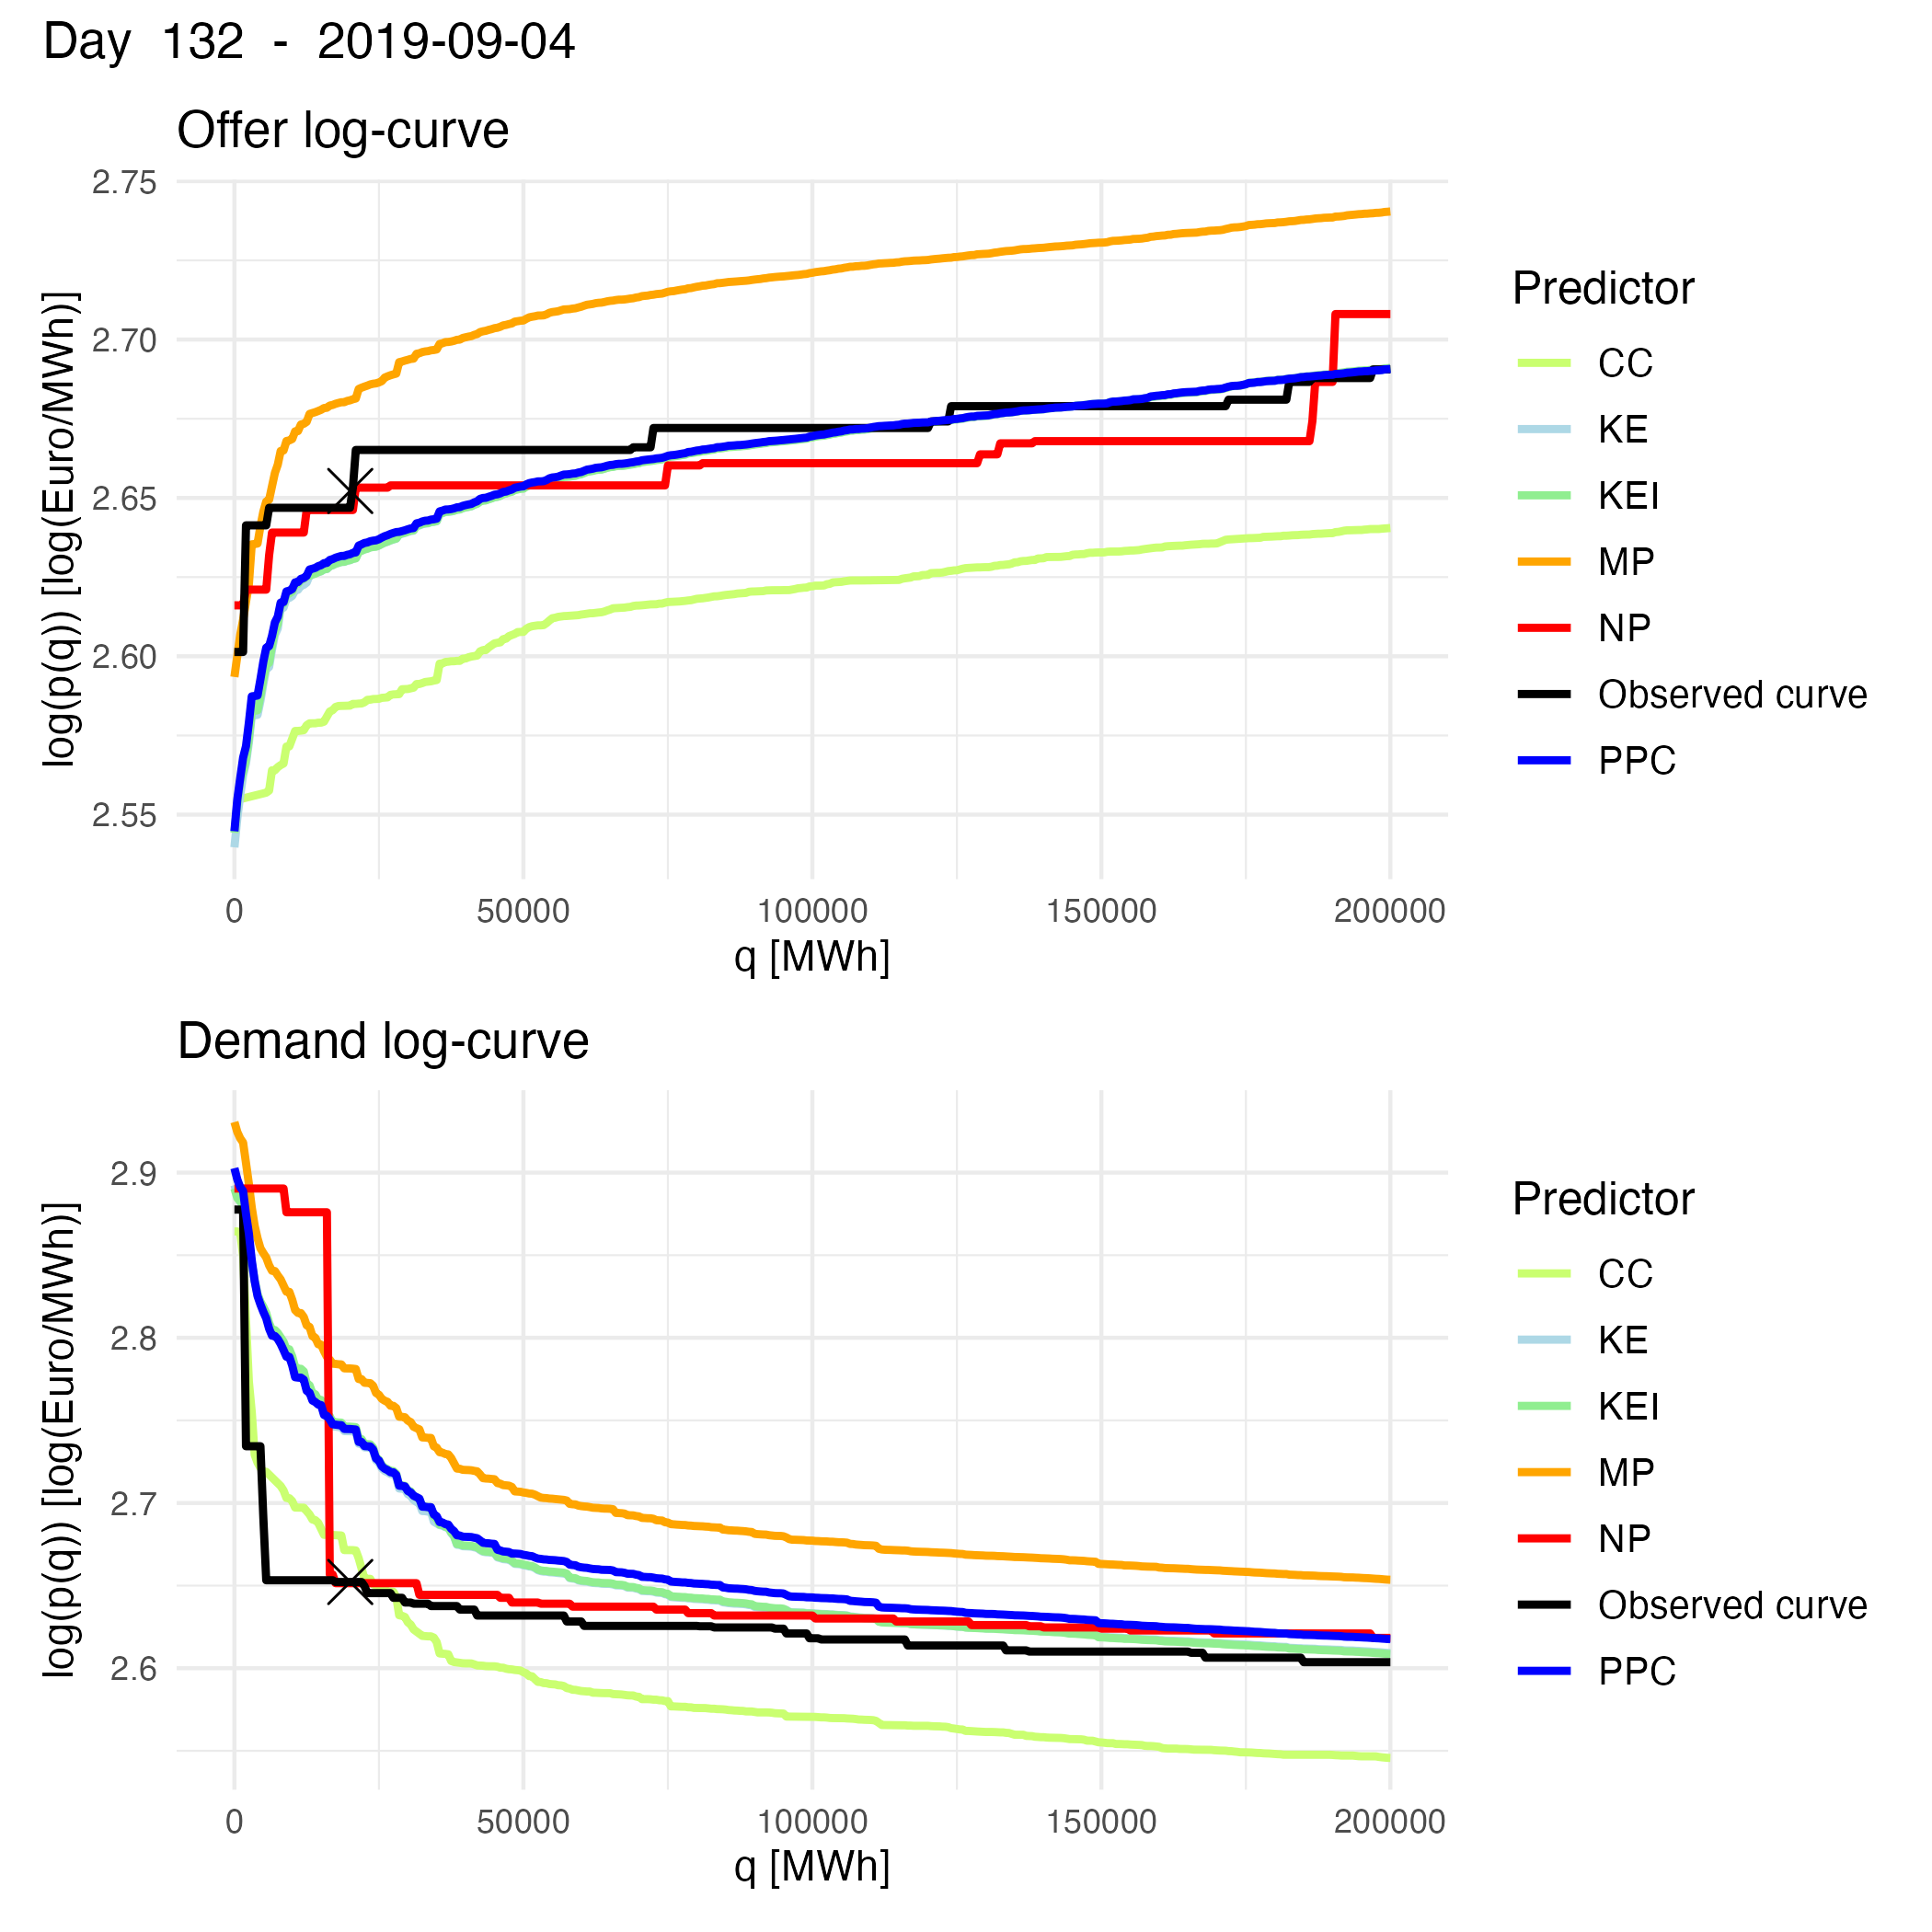 Day 132 - 2019-09-04
Offer log-curve
log(p(q)) [log(Euro/MWh)]
2.75
2.70
2.65
2.60
2.55
0 50000 100000 150000 200000
q [MWh]
Predictor
CC
KE
KEI
MP
NP
Observed curve
PPC
Demand log-curve
log(p(q)) [log(Euro/MWh)]
2.9
2.8
2.7
2.6
0 50000 100000 150000 200000
q [MWh]
Predictor
CC
KE
KEI
MP
NP
Observed curve
PPC